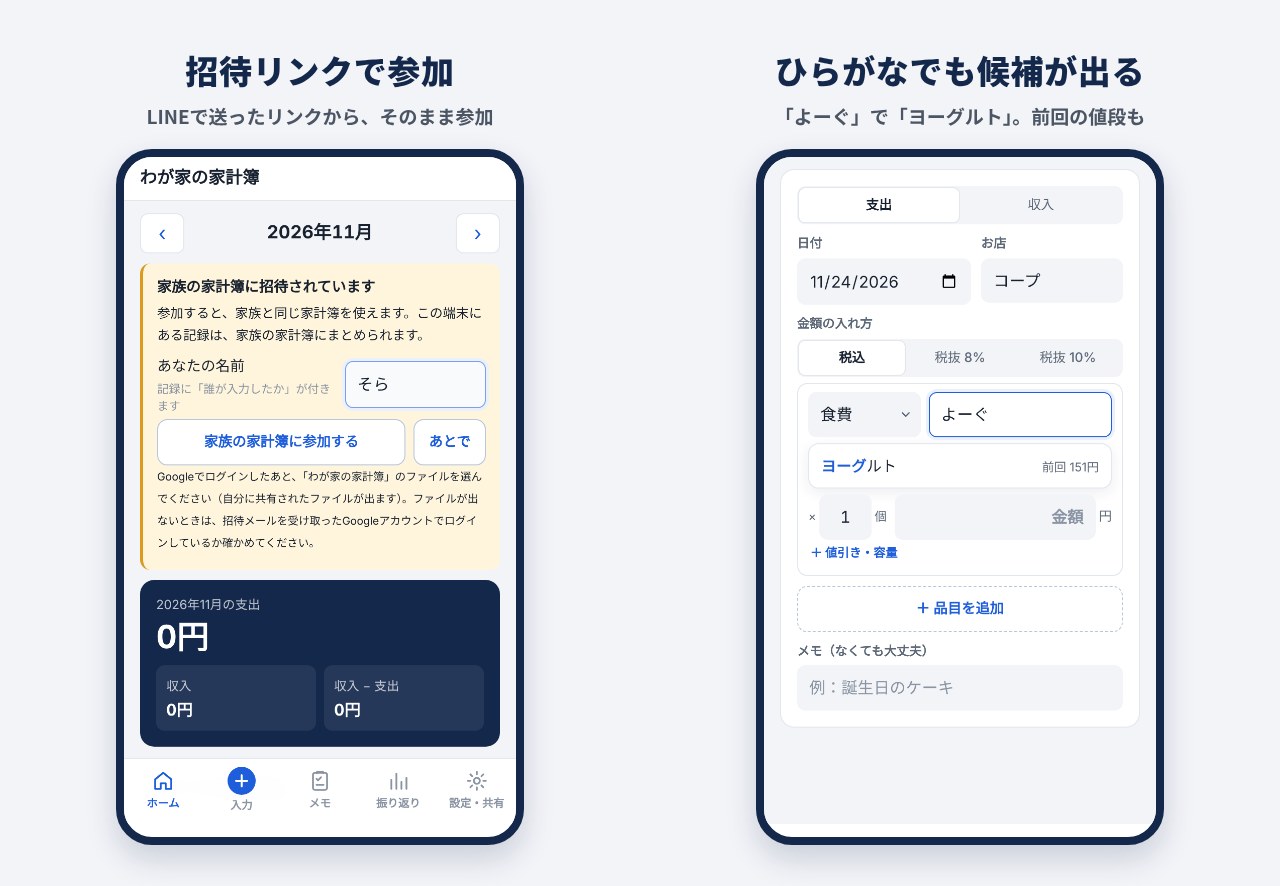 招待リンクで参加
LINEで送ったリンクから、そのまま参加
わが家の家計簿
‹
2026年11月
›
家族の家計簿に招待されています
参加すると、家族と同じ家計簿を使えます。この端末に
ある記録は、家族の家計簿にまとめられます。
あなたの名前
記録に「誰が入力したか」が付き
ます
そら
家族の家計簿に参加する
あとで
Googleでログインしたあと、「わが家の家計簿」のファイルを選ん
でください（自分に共有されたファイルが出ます）。ファイルが出
ないときは、招待メールを受け取ったGoogleアカウントでログイ
ンしているか確かめてください。
2026年11月の支出
0円
収入
0円
収入 − 支出
0円
ホーム
入力
メモ
振り返り
設定・共有
ひらがなでも候補が出る
「よーぐ」で「ヨーグルト」。前回の値段も
支出
収入
日付
お店
11/24/2026
コープ
金額の入れ方
税込
税抜 8%
税抜 10%
食費
よーぐ
ヨーグルト
前回 151円
×
1
個
金額
円
＋ 値引き・容量
＋ 品目を追加
メモ（なくても大丈夫）
例：誕生日のケーキ